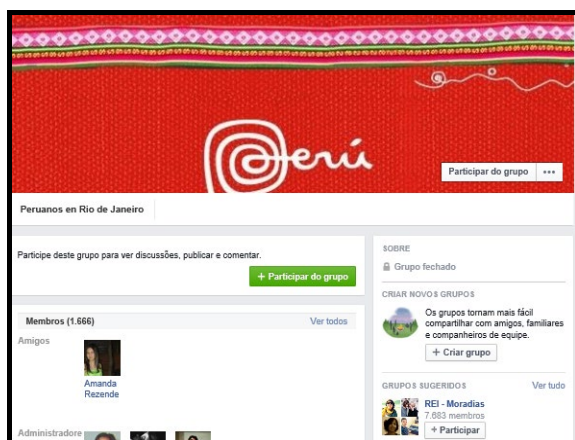 Perú
Participar do grupo
Peruanos en Rio de Janeiro
Participe deste grupo para ver discussões, publicar e comentar.
+ Participar do grupo
Membros (1.666)
Ver todos
Amigos
Amanda
Rezende
Administradore
SOBRE
Grupo fechado
CRIAR NOVOS GRUPOS
Os grupos tornam mais fácil
compartilhar com amigos, familiares
e companheiros de equipe.
+ Criar grupo
GRUPOS SUGERIDOS
Ver tudo
REI - Moradias
7.683 membros
+ Participar